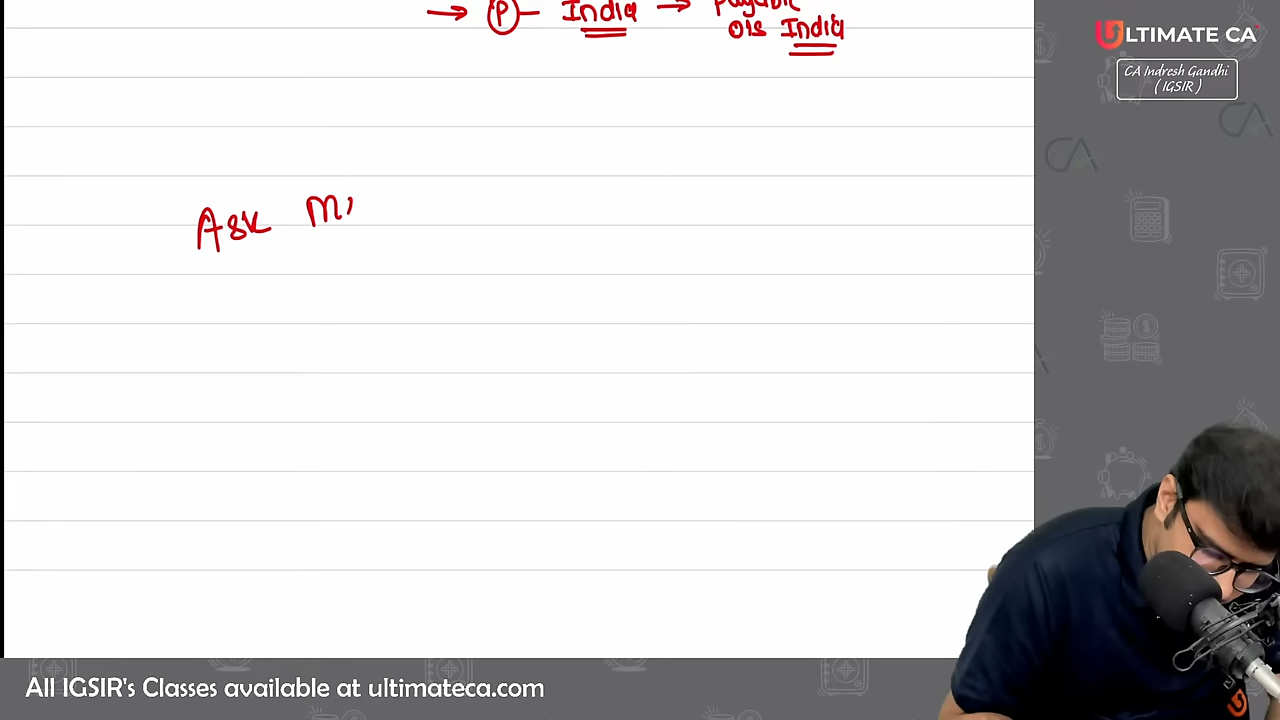 → (P) – India → payable
o/s India
Ask M
ULTIMATE CA
CA Indresh Gandhi
( IGSIR )
All IGSIR's Classes available at ultimateca.com